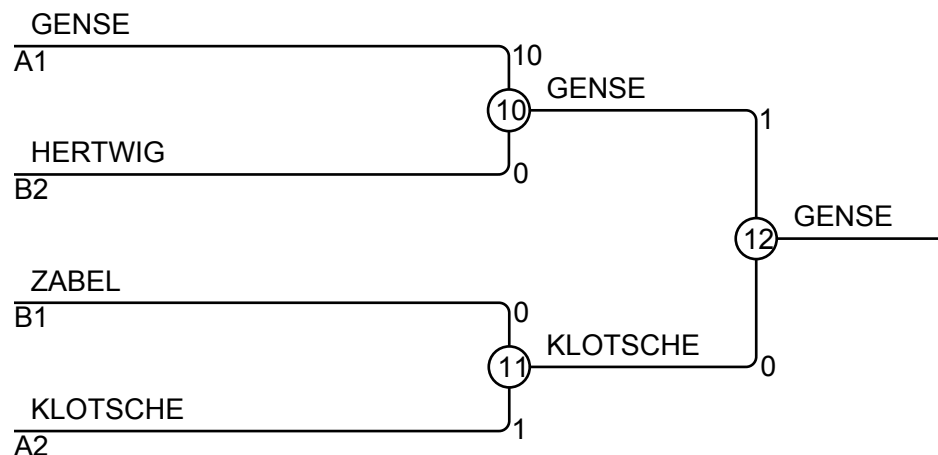 GENSE
A1
10
10
GENSE
1
HERTWIG
B2
0
12
GENSE
ZABEL
B1
0
11
KLOTSCHE
0
KLOTSCHE
A2
1